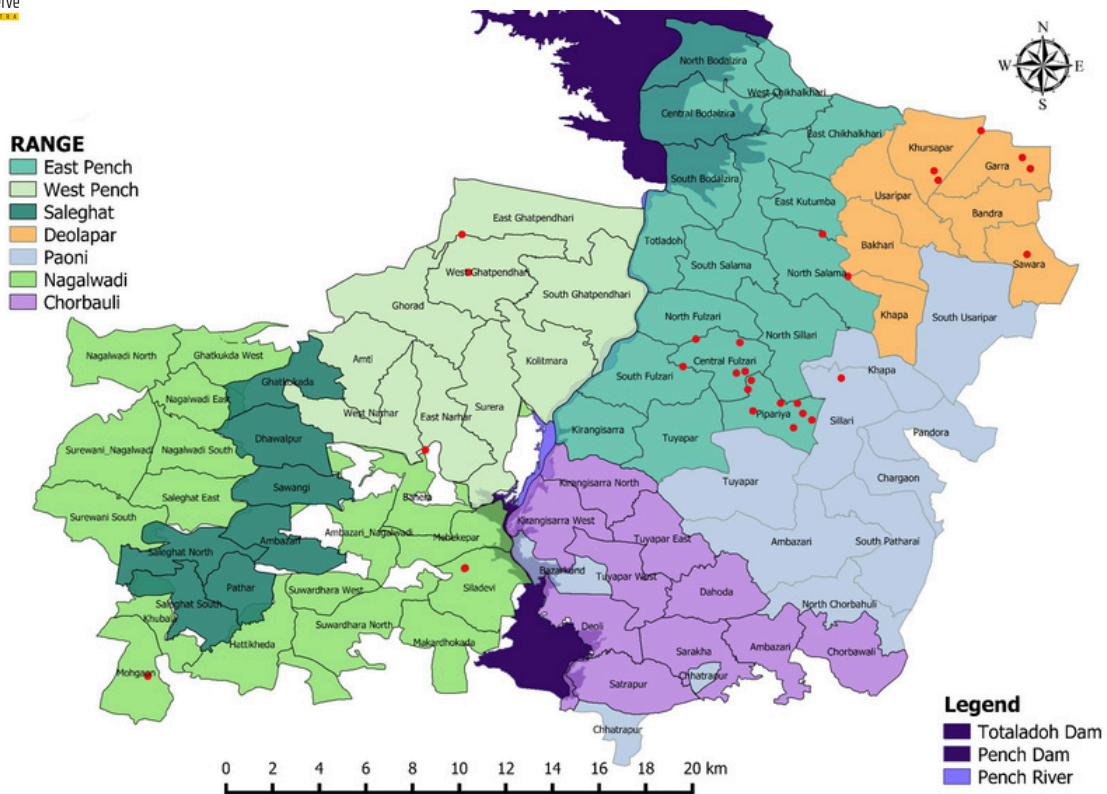 N
W E
S
RANGE
East Pench
West Pench
Saleghat
Deolapar
Paoni
Nagalwadi
Chorbauli
North Bodalzira
West Chikhalkhari
Central Bodalzira
East Chikhalkhari
Khursapar
Garra
South Bodalzira
Usaripar
East Kutumba
Bandra
East Ghatpendhari
Totladoh
Bakhari
South Salama
North Salama
Sawara
West Ghatpendhari
South Ghatpendhari
Ghorad
North Fulzari
Khapa
South Usaripar
North Sillari
Nagalwadi North
Ghatkukda West
Amti
Kolitmara
Central Fulzari
Khapa
South Fulzari
Ghatkukada
Nagalwadi East
West Narhar
East Narhar
Surera
Pipariya
Sillari
Kirangisarra
Tuyapar
Pandora
Dhawalpur
Surewani_Nagalwadi
Nagalwadi South
Tuyapar
Chargaon
Sawangi
Kirangisarra North
Saleghat East
Bahera
Surewani South
Kirangisarra West
Ambazari_Nagalwadi
Mahekepar
Tuyapar East
Ambazari
South Patharai
Ambazari
Saleghat North
Bazarkund
Tuyapar West
Pathar
Suwardhara West
Siladevi
Dahoda
Saleghat South
North Chorbahuli
Khubala
Suwardhara North
Deoli
Hattikheda
Makardhokada
Sarakha
Ambazari
Chorbawali
Mohgaon
Chhatrapur
Satrapur
Chhatrapur
Legend
Totaladoh Dam
Pench Dam
Pench River
0 2 4 6 8 10 12 14 16 18 20 km